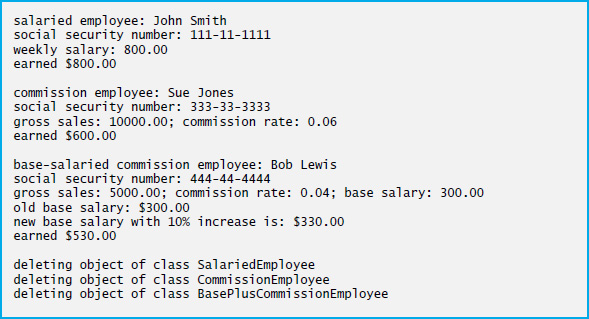 salaried employee: John Smith
social security number: 111-11-1111
weekly salary: 800.00
earned $800.00
commission employee: Sue Jones
social security number: 333-33-3333
gross sales: 10000.00; commission rate: 0.06
earned $600.00
base-salaried commission employee: Bob Lewis
social security number: 444-44-4444
gross sales: 5000.00; commission rate: 0.04; base salary: 300.00
old base salary: $300.00
new base salary with 10% increase is: $330.00
earned $530.00
deleting object of class SalariedEmployee
deleting object of class CommissionEmployee
deleting object of class BasePlusCommissionEmployee